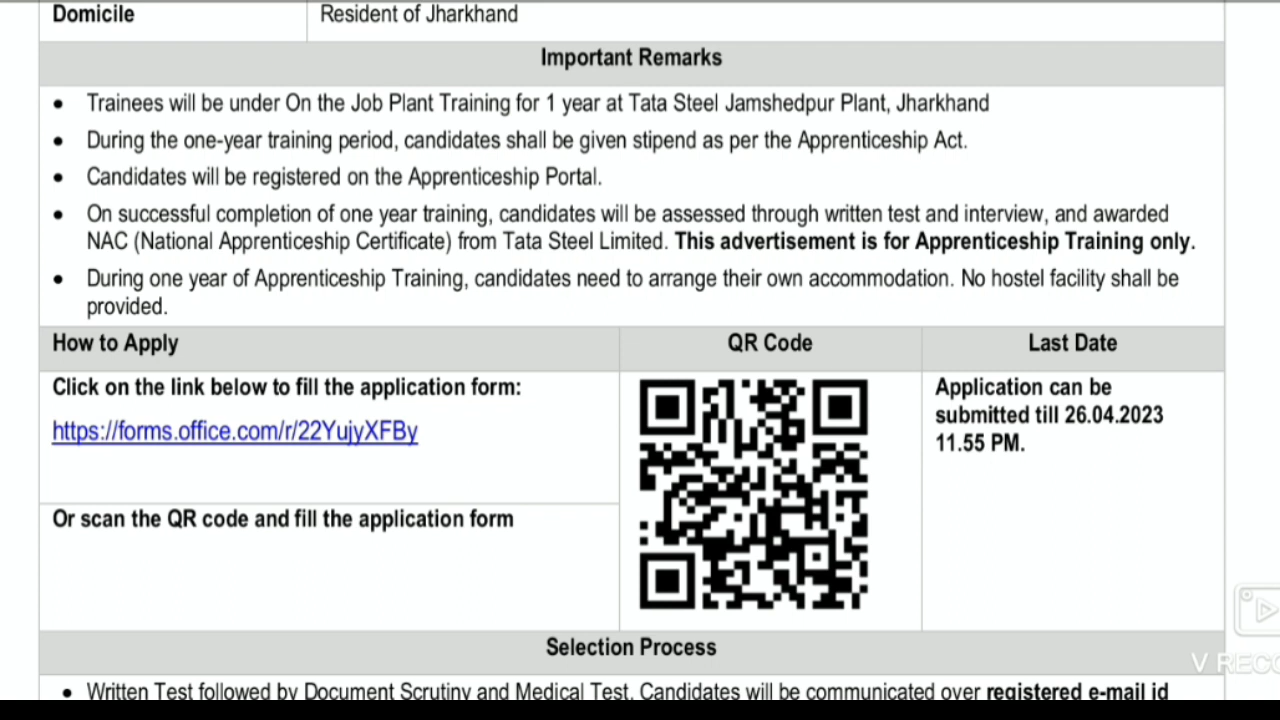 Domicile Resident of Jharkhand
Important Remarks
• Trainees will be under On the Job Plant Training for 1 year at Tata Steel Jamshedpur Plant, Jharkhand
• During the one-year training period, candidates shall be given stipend as per the Apprenticeship Act.
• Candidates will be registered on the Apprenticeship Portal.
• On successful completion of one year training, candidates will be assessed through written test and interview, and awarded
NAC (National Apprenticeship Certificate) from Tata Steel Limited. This advertisement is for Apprenticeship Training only.
• During one year of Apprenticeship Training, candidates need to arrange their own accommodation. No hostel facility shall be
provided.
How to Apply QR Code Last Date
Click on the link below to fill the application form:
https://forms.office.com/r/22YujyXFBy
Or scan the QR code and fill the application form
Application can be
submitted till 26.04.2023
11.55 PM.
V RECO
Selection Process
• Written Test followed by Document Scrutiny and Medical Test. Candidates will be communicated over registered e-mail id